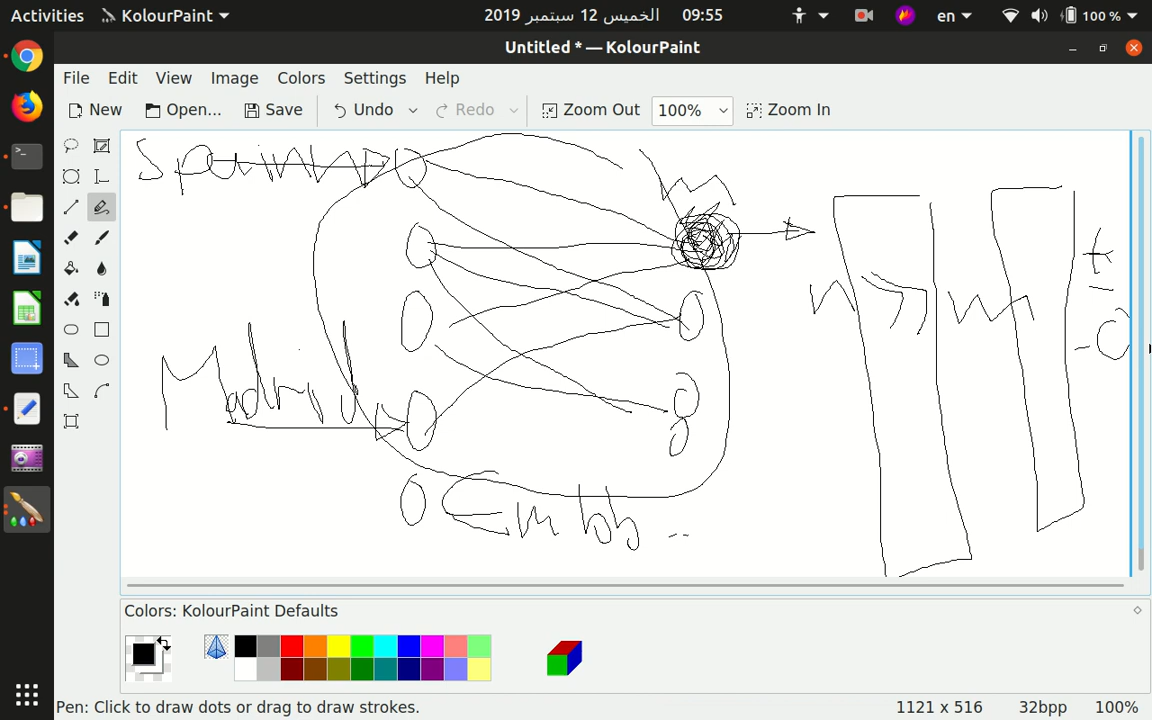 Activities KolourPaint الخميس 12 سبتمبر 2019 09:55 en 100 %
Untitled * — KolourPaint
File Edit View Image Colors Settings Help
New Open... Save Undo Redo Zoom Out 100% Zoom In
Colors: KolourPaint Defaults
Pen: Click to draw dots or drag to draw strokes. 1121 x 516 32bpp 100%